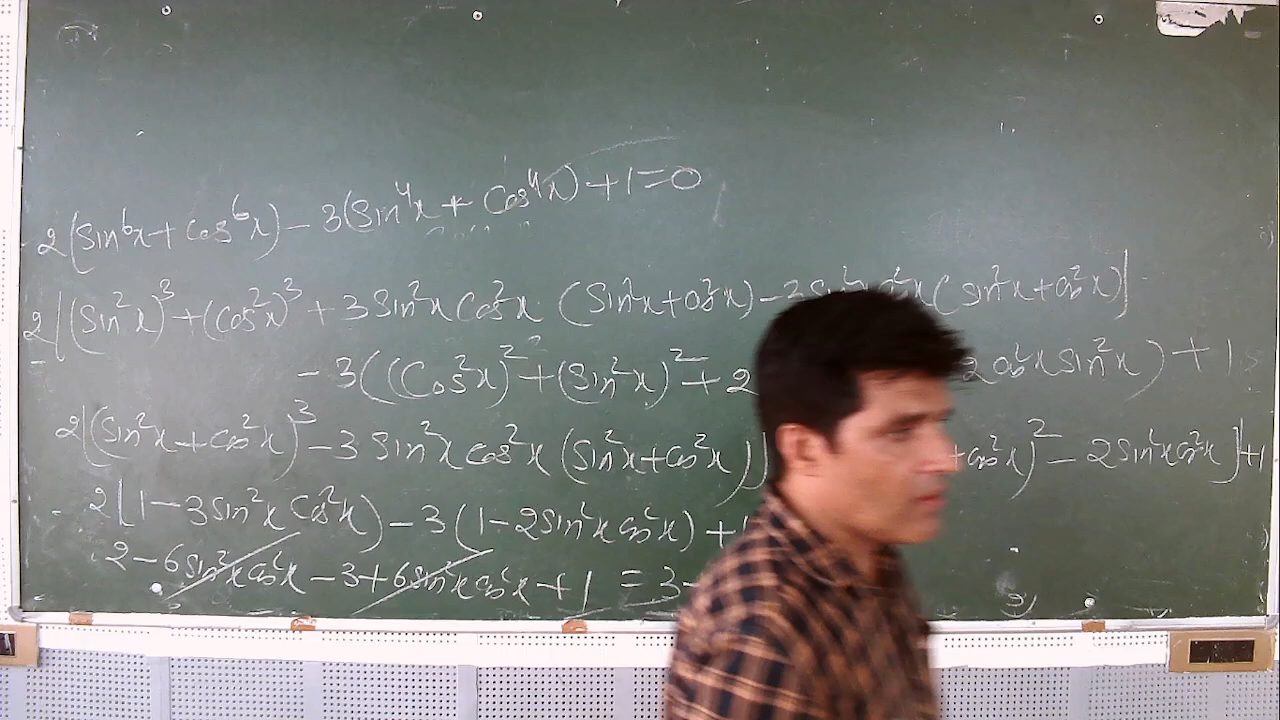 2(Sin⁶x + Cos⁶x) – 3(Sin⁴x + Cos⁴x) + 1 = 0
2[(Sin²x)³ + (Cos²x)³ + 3Sin²x Cos²x (Sin²x + Cos²x) – 3Sin²x Cos²x (Sin²x + Cos²x)]
– 3((Cos²x)² + (Sin²x)² + 2 2Cos²x Sin²x) + 1
2[(Sin²x + Cos²x)³ – 3 Sin²x Cos²x (Sin²x + Cos²x)] + Cos²x)² – 2Sin²x Cos²x] + 1
2(1 – 3Sin²x Cos²x) – 3(1 – 2Sin²x Cos²x) + 1
2 – 6Sin²x Cos²x – 3 + 6Sin²x Cos²x + 1 = 3 –